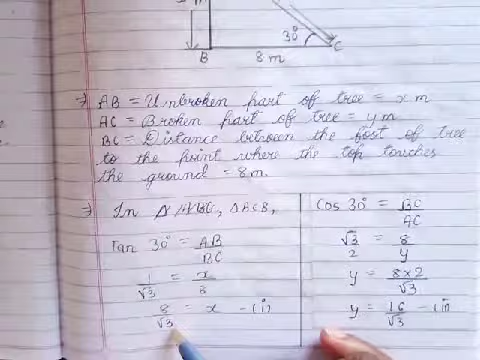 30°
C
B
8 m
⇒ AB = Unbroken part of tree = x m
AC = Broken part of tree = y m
BC = Distance between the foot of tree
to the point where the top touches
the ground = 8m.
⇒ In Δ ABC, ΔACB,
Tan 30° = AB/BC
1/√3 = x/8
8/√3 = x - (i)
Cos 30° = BC/AC
√3/2 = 8/y
y = 8×2/√3
y = 16/√3 - (ii)